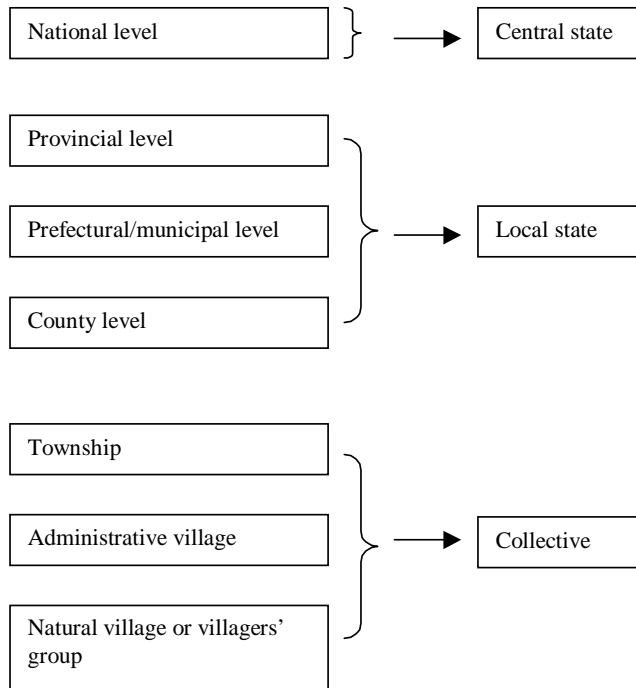 National level
Central state
Provincial level
Prefectural/municipal level
Local state
County level
Township
Administrative village
Collective
Natural village or villagers’
group